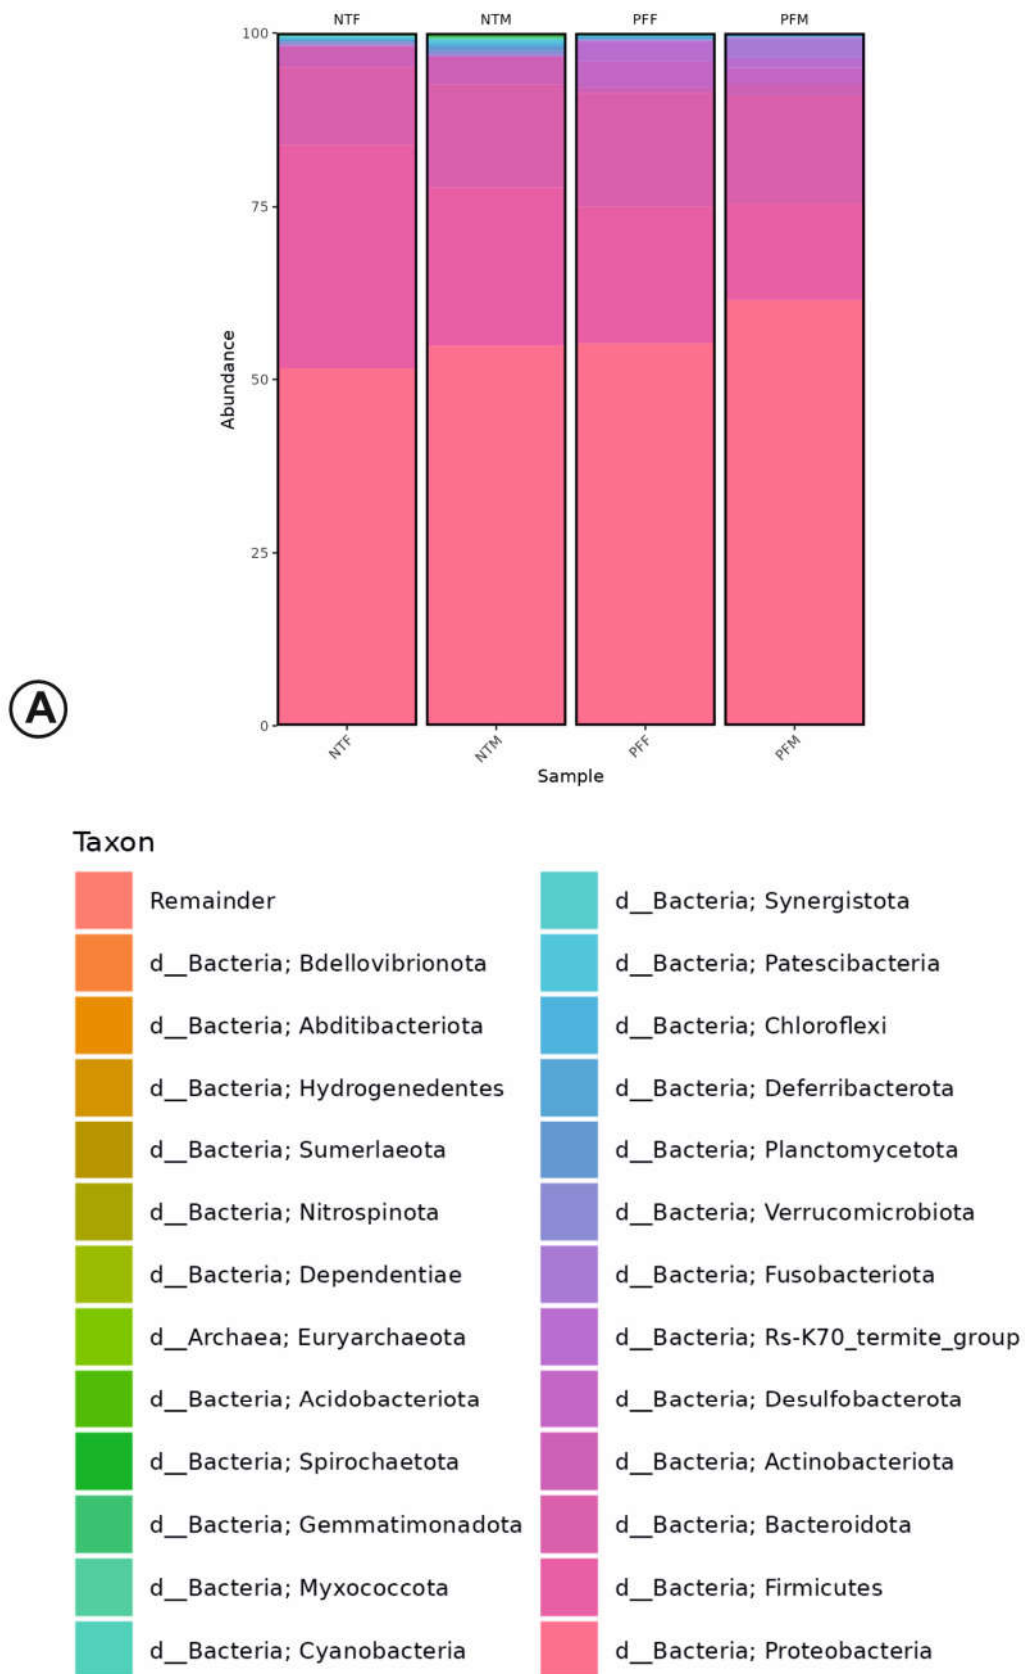 NTF NTM PFF PFM
100
75
50
25
0
Abundance
NTF NTM PFF PFM
Sample
A
Taxon
Remainder
d__Bacteria; Bdellovibrionota
d__Bacteria; Abditibacteriota
d__Bacteria; Hydrogenedentes
d__Bacteria; Sumerlaeota
d__Bacteria; Nitrospinota
d__Bacteria; Dependentiae
d__Archaea; Euryarchaeota
d__Bacteria; Acidobacteriota
d__Bacteria; Spirochaetota
d__Bacteria; Gemmatimonadota
d__Bacteria; Myxococcota
d__Bacteria; Cyanobacteria
d__Bacteria; Synergistota
d__Bacteria; Patescibacteria
d__Bacteria; Chloroflexi
d__Bacteria; Deferribacterota
d__Bacteria; Planctomycetota
d__Bacteria; Verrucomicrobiota
d__Bacteria; Fusobacteriota
d__Bacteria; Rs-K70_termite_group
d__Bacteria; Desulfobacterota
d__Bacteria; Actinobacteriota
d__Bacteria; Bacteroidota
d__Bacteria; Firmicutes
d__Bacteria; Proteobacteria